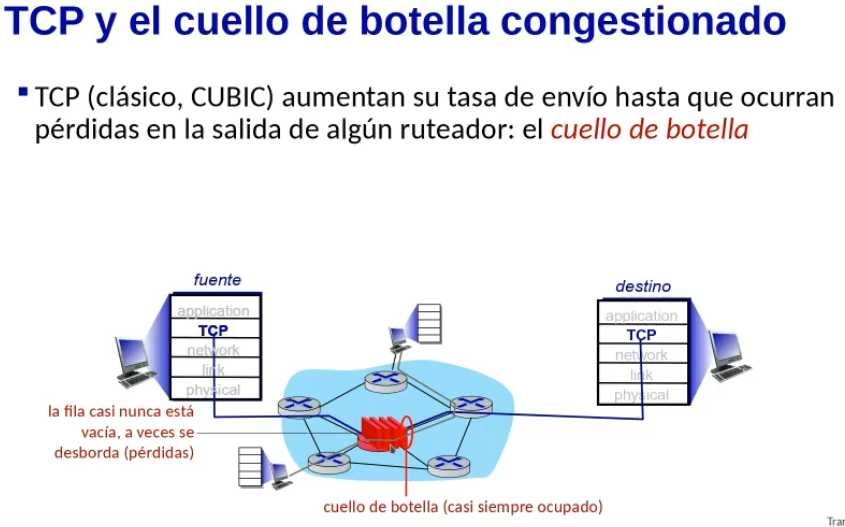 TCP y el cuello de botella congestionado
TCP (clásico, CUBIC) aumentan su tasa de envío hasta que ocurran
pérdidas en la salida de algún ruteador: el cuello de botella
fuente
application
TCP
network
link
physical
destino
application
TCP
network
link
physical
la fila casi nunca está
vacía, a veces se
desborda (pérdidas)
cuello de botella (casi siempre ocupado)